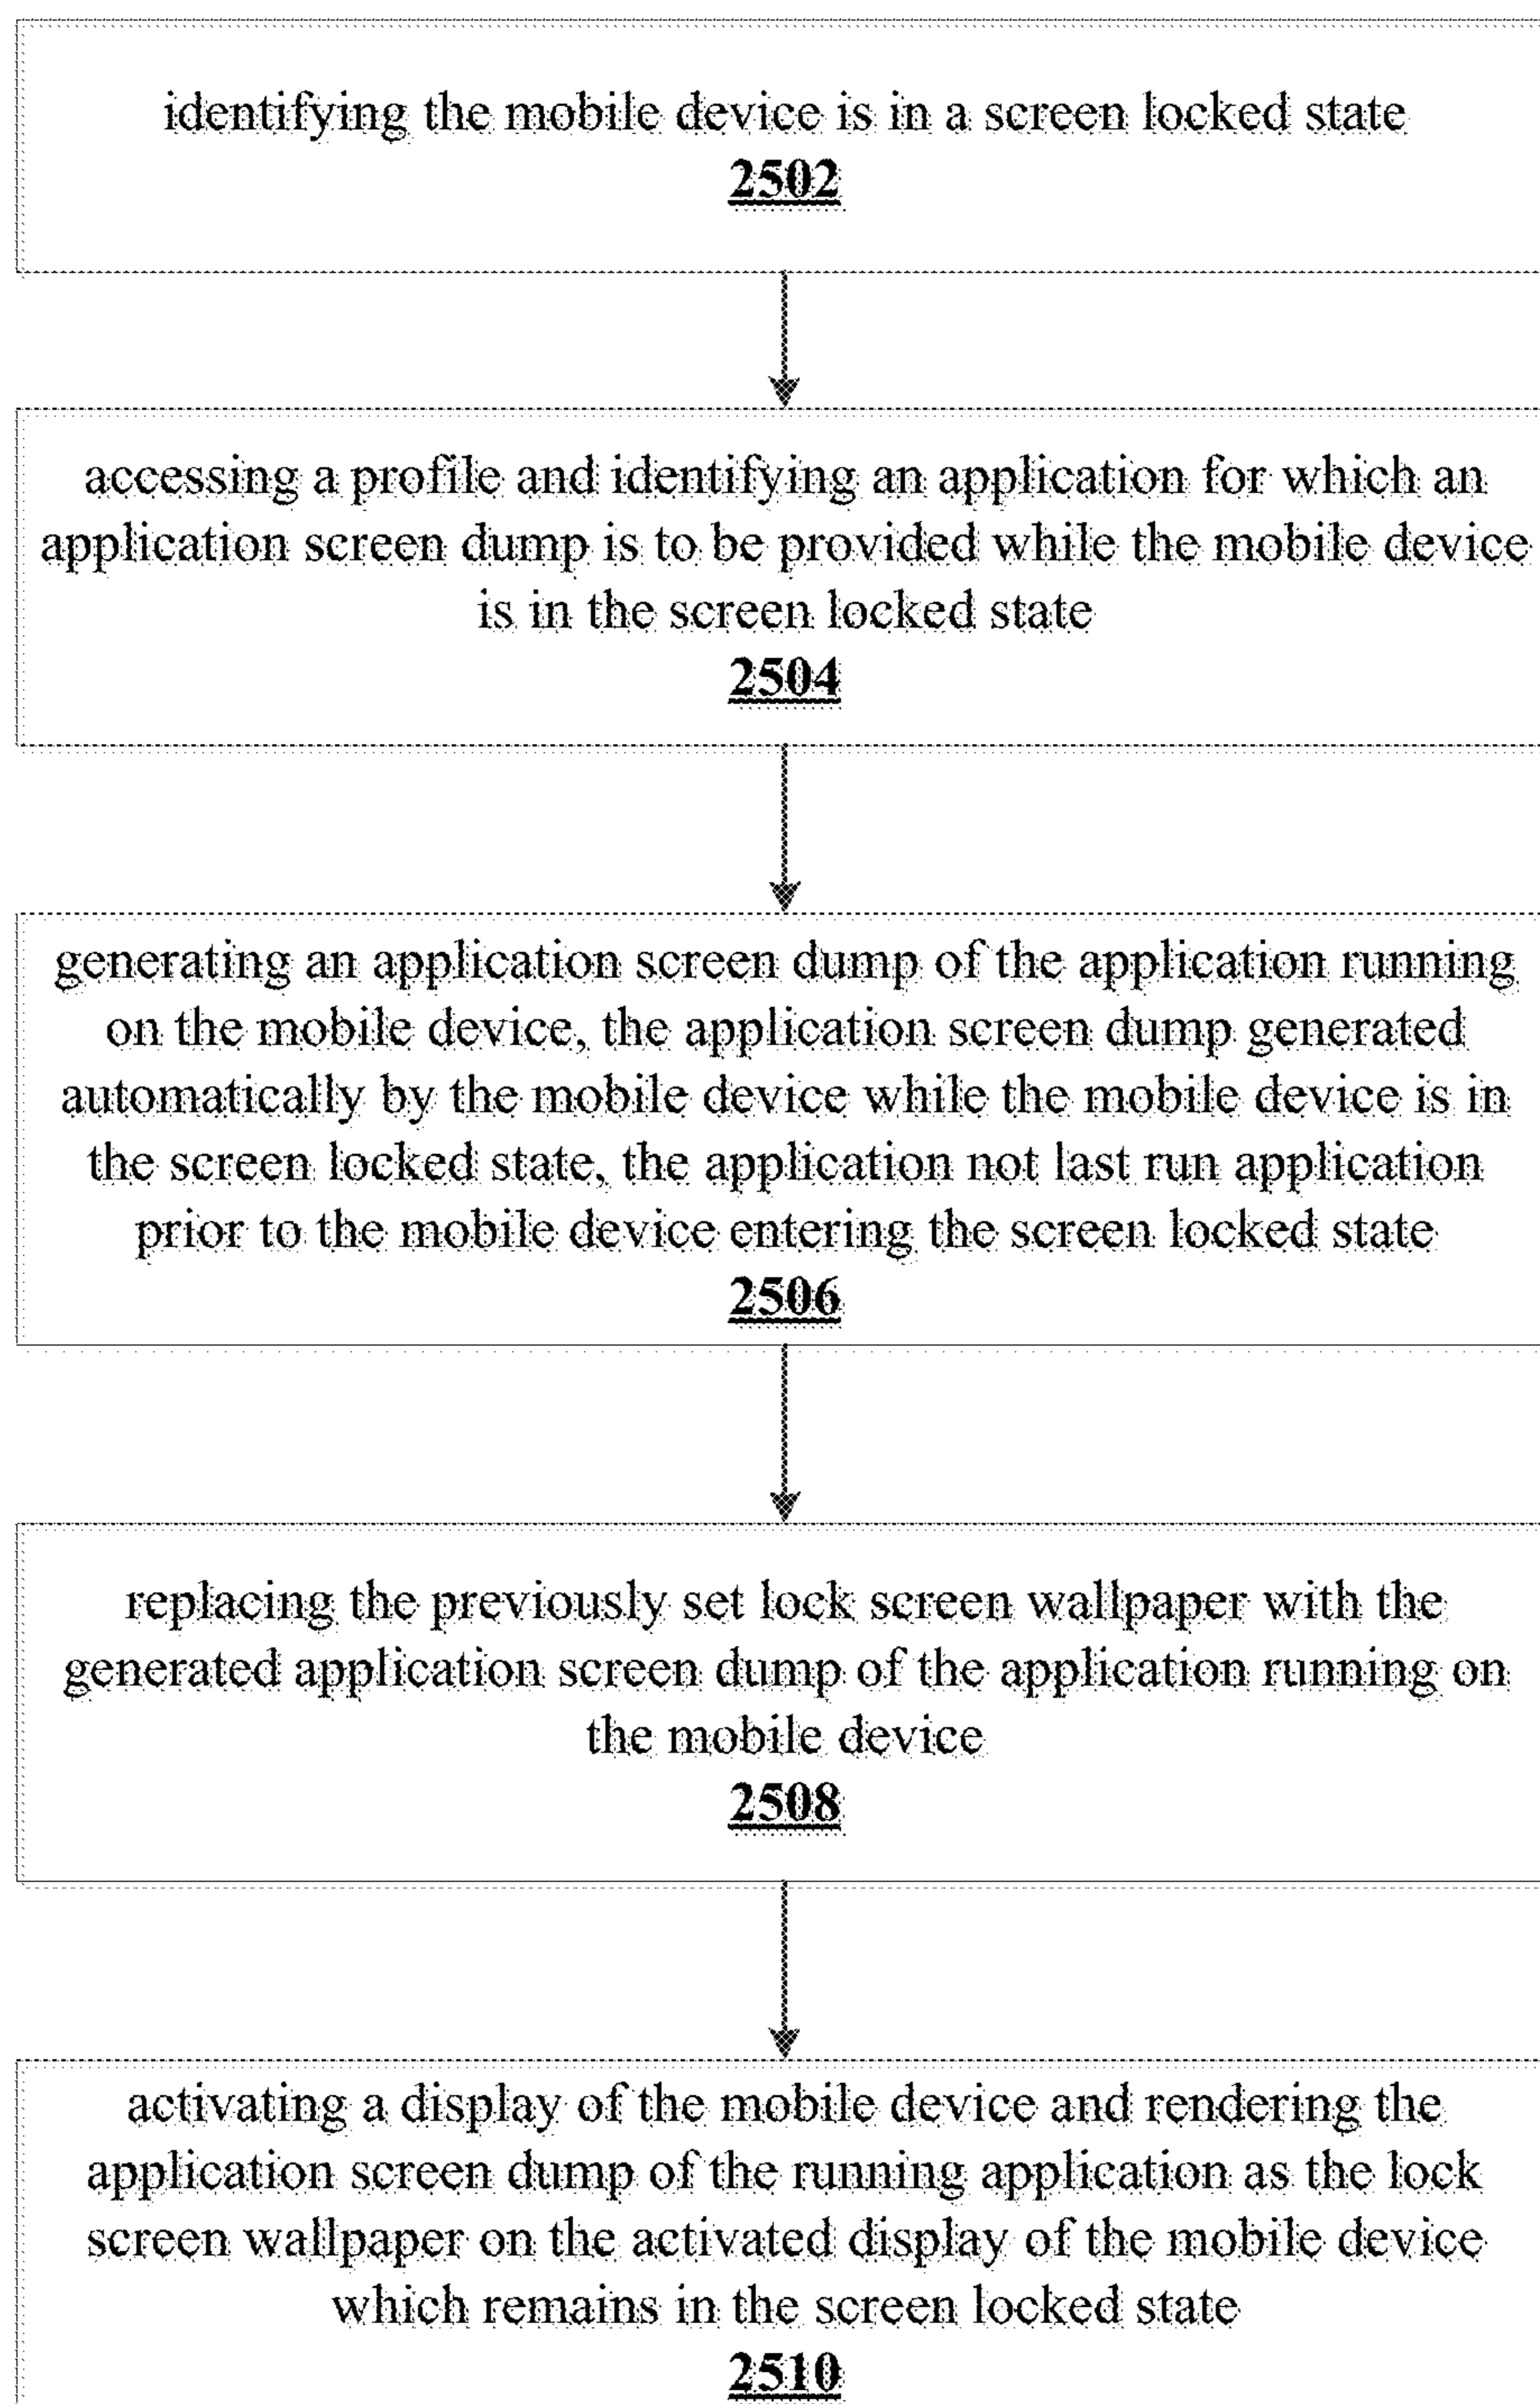 identifying the mobile device is in a screen locked state
2502
accessing a profile and identifying an application for which an
application screen dump is to be provided while the mobile device
is in the screen locked state
2504
generating an application screen dump of the application running
on the mobile device, the application screen dump generated
automatically by the mobile device while the mobile device is in
the screen locked state, the application not last run application
prior to the mobile device entering the screen locked state
2506
replacing the previously set lock screen wallpaper with the
generated application screen dump of the application running on
the mobile device
2508
activating a display of the mobile device and rendering the
application screen dump of the running application as the lock
screen wallpaper on the activated display of the mobile device
which remains in the screen locked state
2510